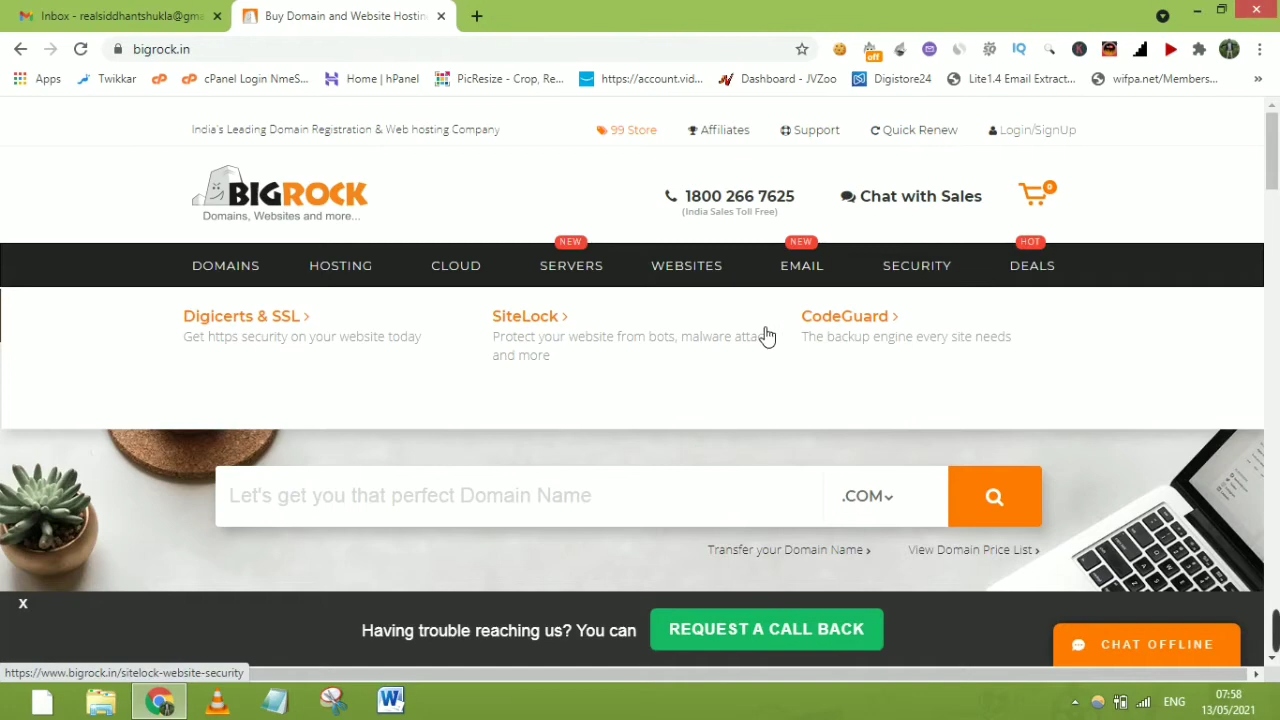 Inbox - realsiddhantshukla@gma
Buy Domain and Website Hosting
bigrock.in
off
IQ
K
Apps
Twikkar
cPanel Login NmeS...
Home | hPanel
PicResize - Crop, Re...
https://account.vid...
Dashboard - JVZoo
Digistore24
Lite1.4 Email Extract...
wifpa.net/Members...
India's Leading Domain Registration & Web hosting Company
99 Store
Affiliates
Support
Quick Renew
Login/SignUp
BIGROCK
Domains, Websites and more...
1800 266 7625
(India Sales Toll Free)
Chat with Sales
0
NEW
NEW
HOT
DOMAINS
HOSTING
CLOUD
SERVERS
WEBSITES
EMAIL
SECURITY
DEALS
Digicerts & SSL >
Get https security on your website today
SiteLock >
Protect your website from bots, malware atta
and more
CodeGuard >
The backup engine every site needs
Let's get you that perfect Domain Name
.COM
Transfer your Domain Name >
View Domain Price List >
X
Having trouble reaching us? You can
REQUEST A CALL BACK
CHAT OFFLINE
https://www.bigrock.in/sitelock-website-security
ENG
07:58
13/05/2021